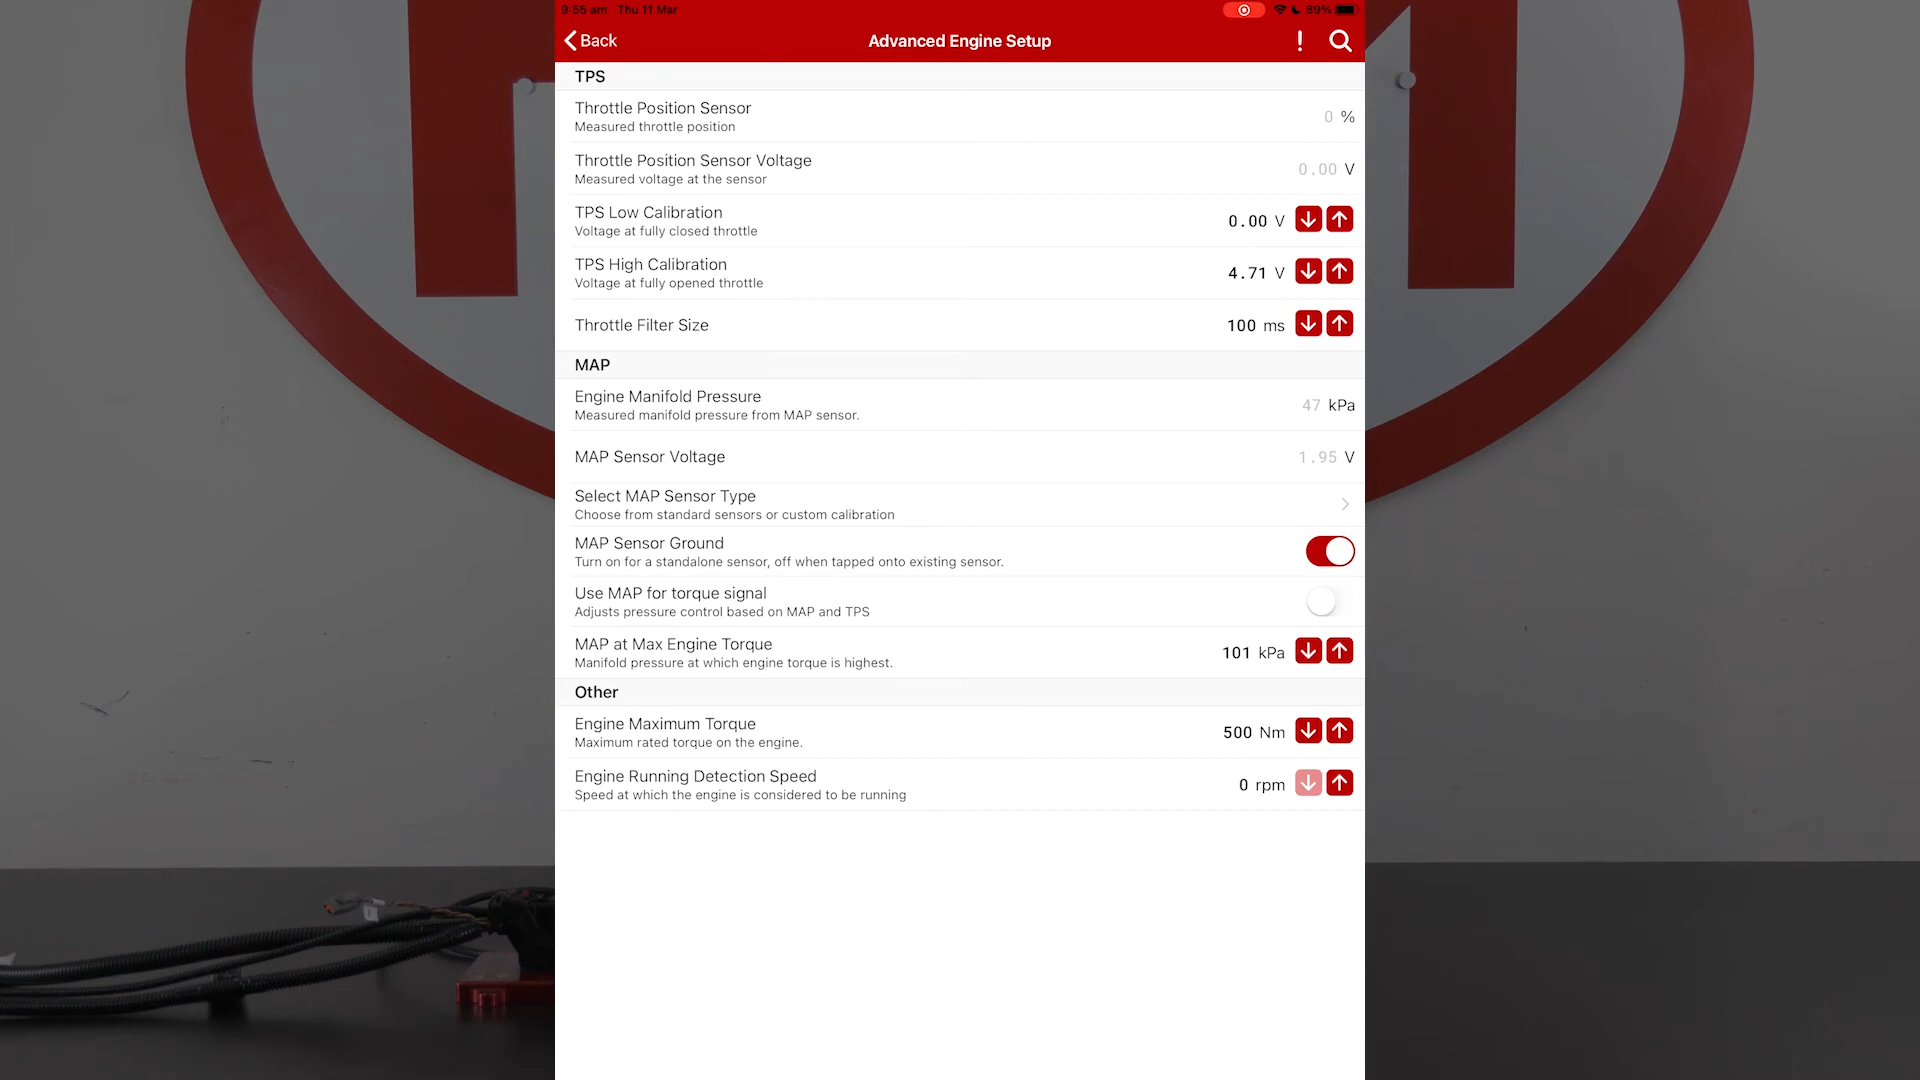 9:55 am Thu 11 Mar
89%
Back
Advanced Engine Setup
TPS
Throttle Position Sensor
0 %
Measured throttle position
Throttle Position Sensor Voltage
0.00 V
Measured voltage at the sensor
TPS Low Calibration
0.00 V
Voltage at fully closed throttle
TPS High Calibration
4.71 V
Voltage at fully opened throttle
Throttle Filter Size
100 ms
MAP
Engine Manifold Pressure
47 kPa
Measured manifold pressure from MAP sensor.
MAP Sensor Voltage
1.95 V
Select MAP Sensor Type
Choose from standard sensors or custom calibration
MAP Sensor Ground
Turn on for a standalone sensor, off when tapped onto existing sensor.
Use MAP for torque signal
Adjusts pressure control based on MAP and TPS
MAP at Max Engine Torque
101 kPa
Manifold pressure at which engine torque is highest.
Other
Engine Maximum Torque
500 Nm
Maximum rated torque on the engine.
Engine Running Detection Speed
0 rpm
Speed at which the engine is considered to be running